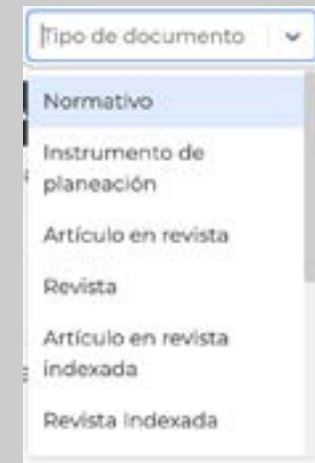 Tipo de documento
Normativo
Instrumento de
planeación
Artículo en revista
Revista
Artículo en revista
indexada
Revista Indexada